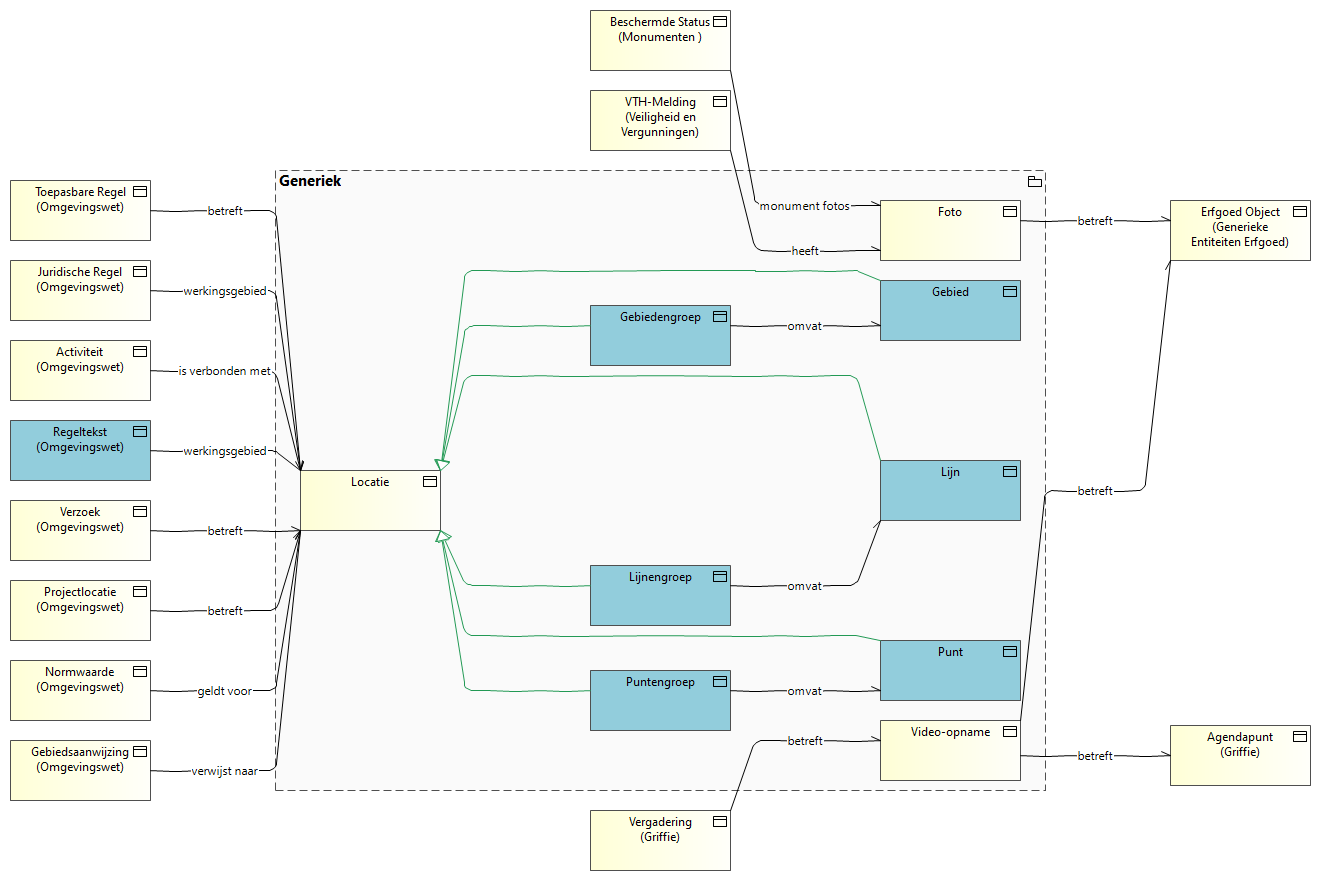 Beschermde Status
(Monumenten )
VTH-Melding
(Veiligheid en
Vergunningen)
Generiek
Toepasbare Regel
(Omgevingswet)
betreft
Juridische Regel
(Omgevingswet)
werkingsgebied
Activiteit
(Omgevingswet)
is verbonden met
Regeltekst
(Omgevingswet)
werkingsgebied
Verzoek
(Omgevingswet)
betreft
Projectlocatie
(Omgevingswet)
betreft
Normwaarde
(Omgevingswet)
geldt voor
Gebiedsaanwijzing
(Omgevingswet)
verwijst naar
Locatie
monument fotos
heeft
Foto
betreft
Erfgoed Object
(Generieke
Entiteiten Erfgoed)
Gebiedengroep
omvat
Gebied
Lijn
betreft
Lijnengroep
omvat
Punt
Puntengroep
omvat
Video-opname
betreft
betreft
Agendapunt
(Griffie)
Vergadering
(Griffie)